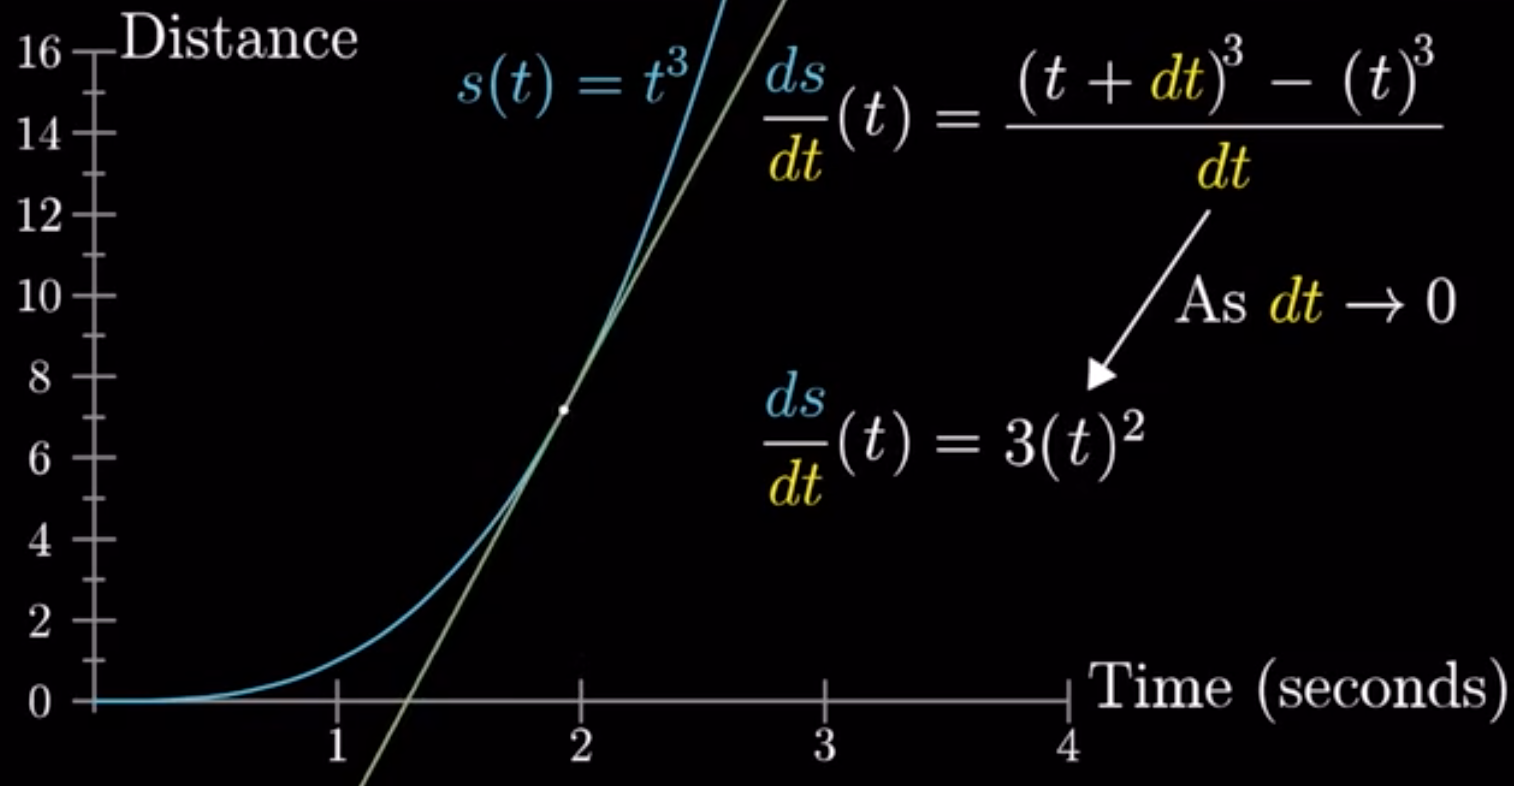 Distance
s(t) = t³
ds/dt (t) = ((t + dt)³ − (t)³)/dt
As dt → 0
ds/dt (t) = 3(t)²
16
14
12
10
8
6
4
2
0
1 2 3 4
Time (seconds)